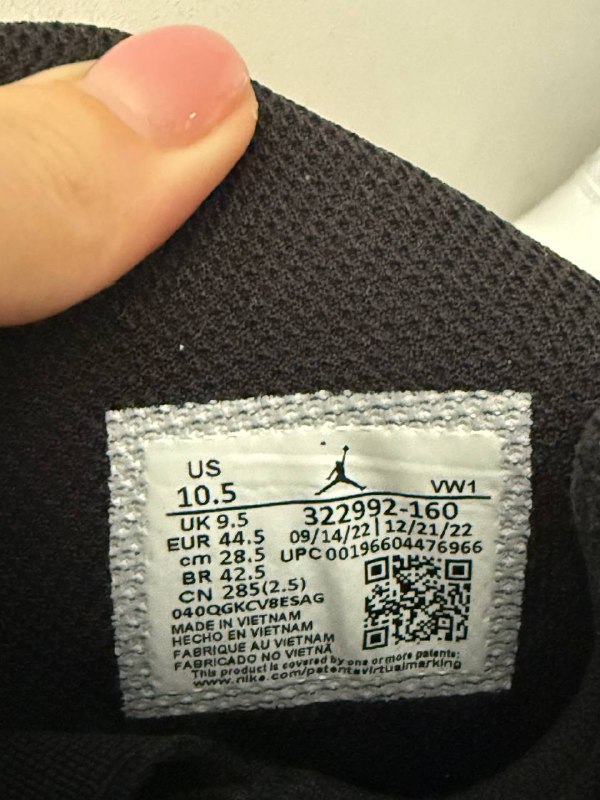 US
10.5
VW1
UK 9.5
322992-160
EUR 44.5
09/14/22 | 12/21/22
cm 28.5
UPC 00196604476966
BR 42.5
CN 285(2.5)
040QGKCV8ESAG
MADE IN VIETNAM
HECHO EN VIETNAM
FABRIQUE AU VIETNAM
FABRICADO NO VIETNÃ
This product is covered by one or more patents:
www.nike.com/patentsvirtualmarking